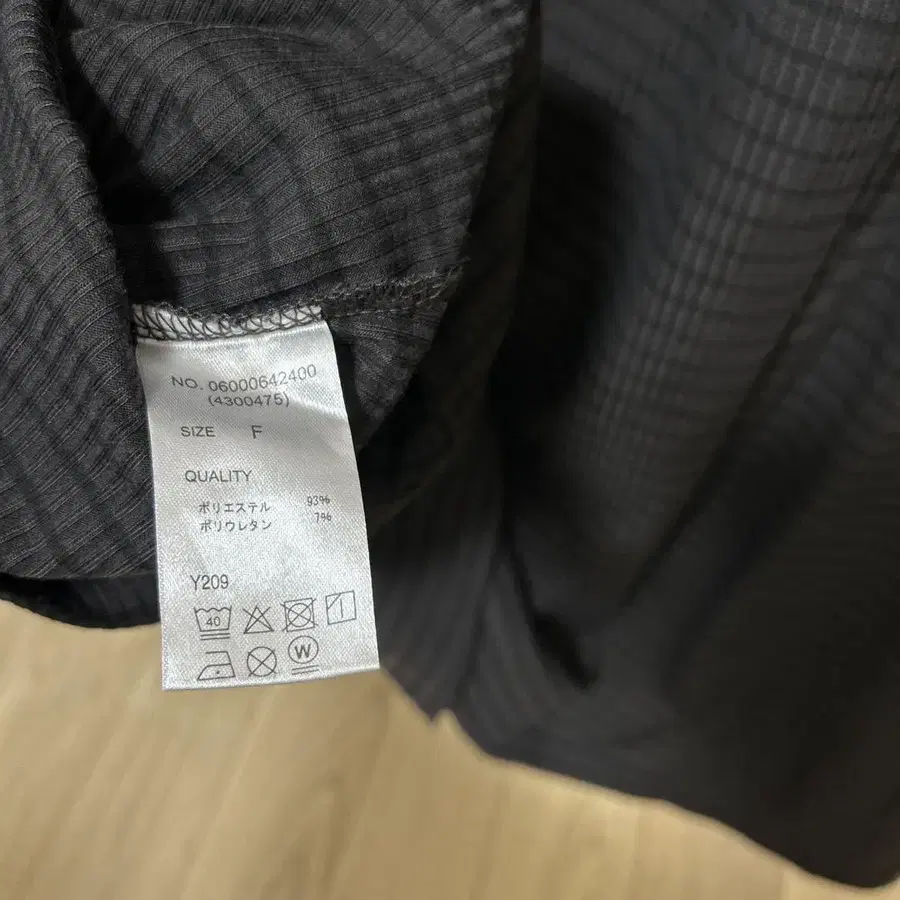 NO. 06000642400
(4300475)
SIZE F
QUALITY
ポリエステル 93%
ポリウレタン 7%
Y209
40
W